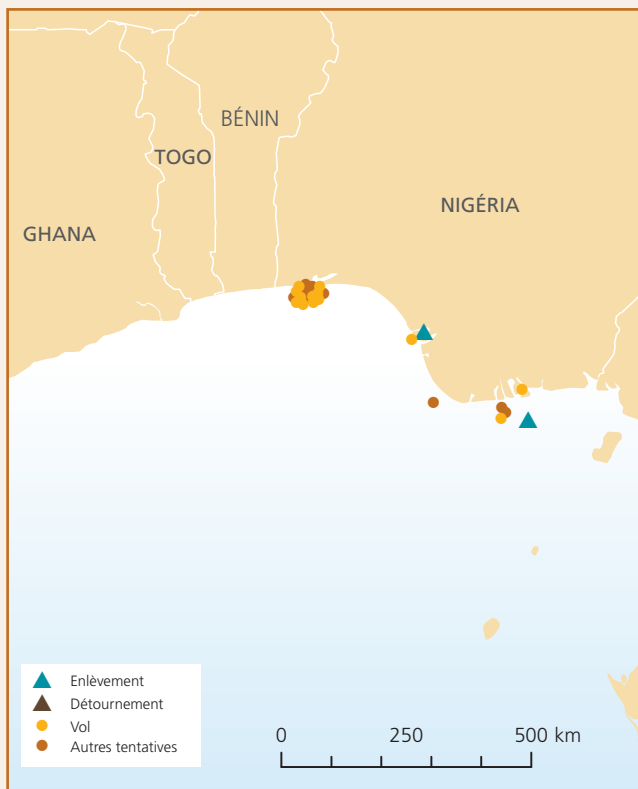 BÉNIN
TOGO
NIGÉRIA
GHANA
Enlèvement
Détournement
Vol
Autres tentatives
0 250 500 km